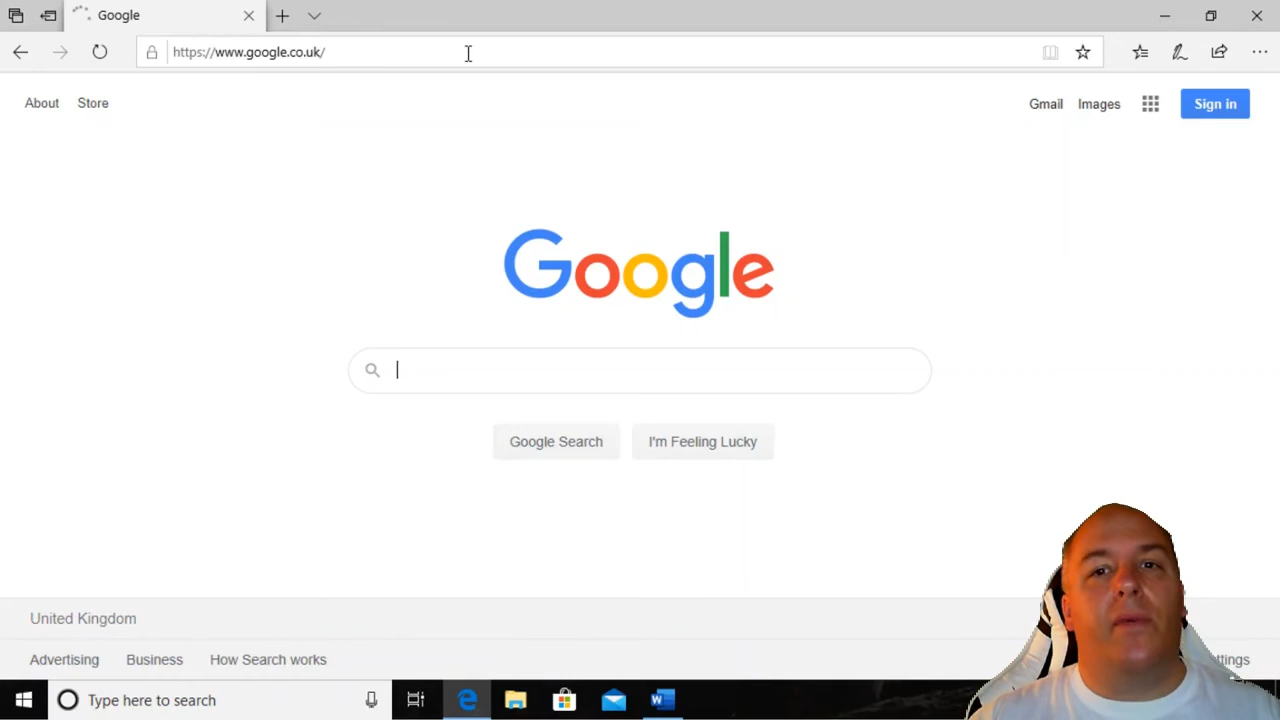 Google
https://www.google.co.uk/
About Store
Gmail Images Sign in
Google
Google Search I'm Feeling Lucky
United Kingdom
Advertising Business How Search works ttings
Type here to search